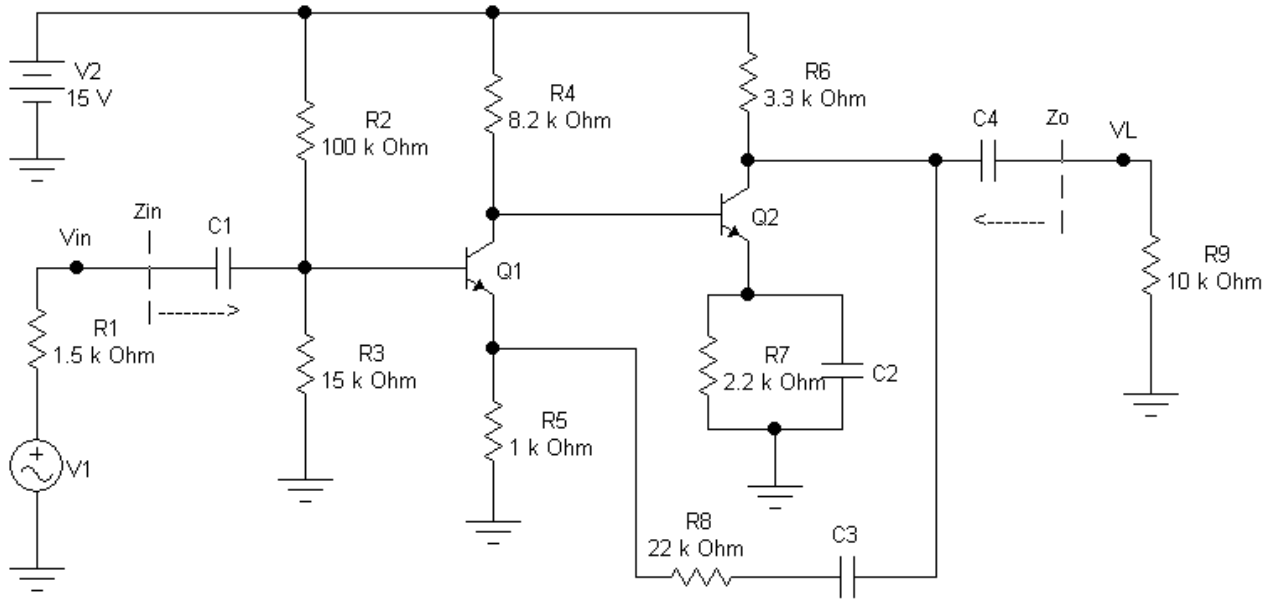 V2
15 V
R2
100 k Ohm
R4
8.2 k Ohm
R6
3.3 k Ohm
C4
Zo
VL
Vin
Zin
C1
Q1
Q2
R9
10 k Ohm
R1
1.5 k Ohm
R3
15 k Ohm
R5
1 k Ohm
R7
2.2 k Ohm
C2
V1
R8
22 k Ohm
C3